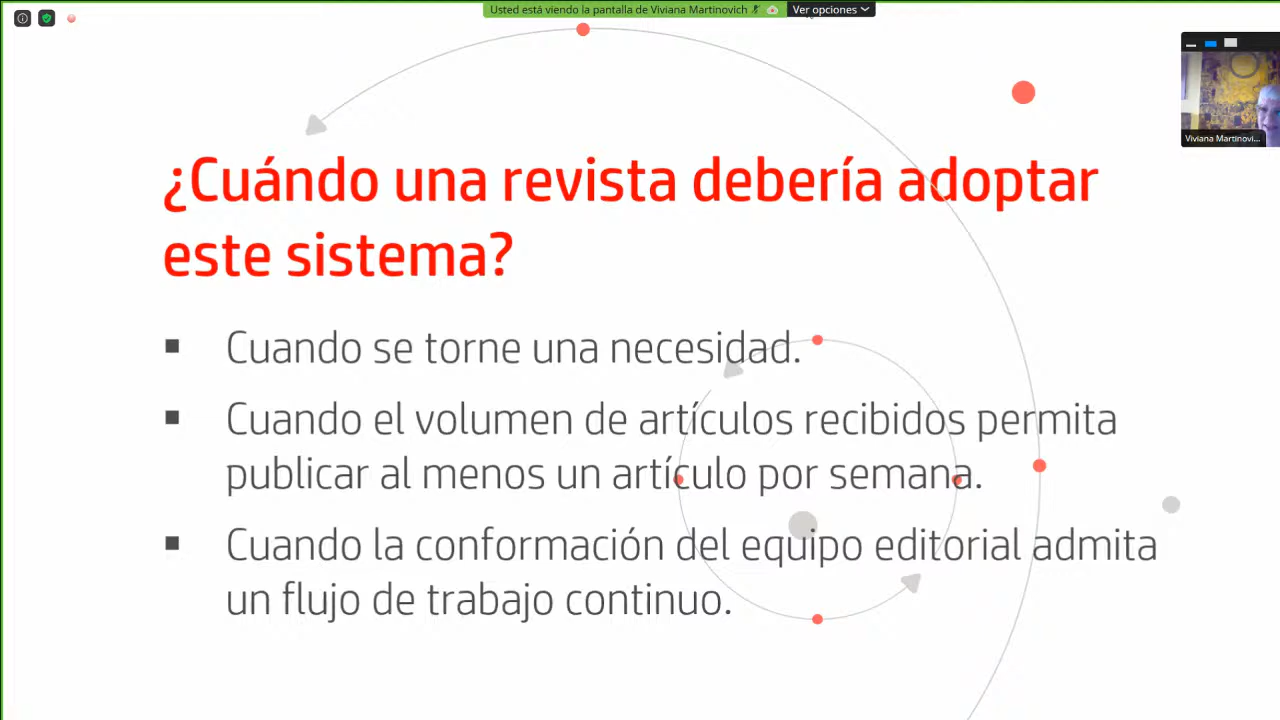 Usted está viendo la pantalla de Viviana Martinovich
Ver opciones
Viviana Martinovi...
¿Cuándo una revista debería adoptar
este sistema?
▪ Cuando se torne una necesidad.
▪ Cuando el volumen de artículos recibidos permita
publicar al menos un artículo por semana.
▪ Cuando la conformación del equipo editorial admita
un flujo de trabajo continuo.